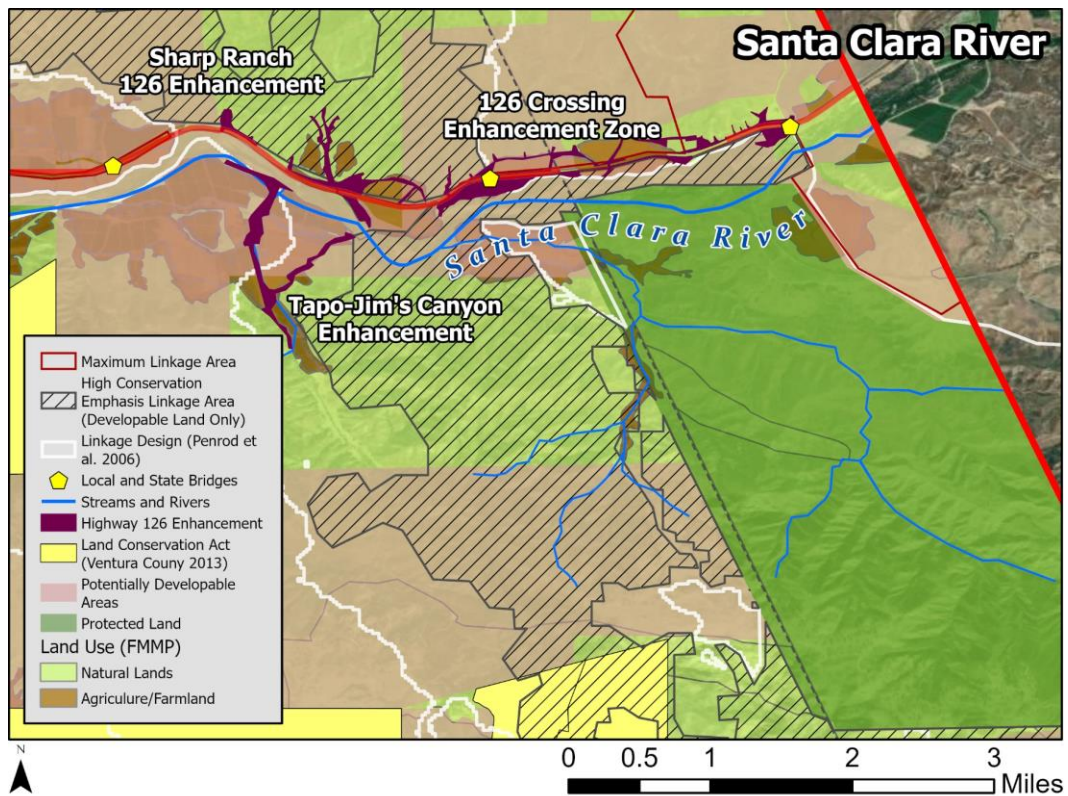 Santa Clara River
Sharp Ranch
126 Enhancement
126 Crossing
Enhancement Zone
Santa Clara River
Tapo-Jim's Canyon
Enhancement
Maximum Linkage Area
High Conservation
Emphasis Linkage Area
(Developable Land Only)
Linkage Design (Penrod et
al. 2006)
Local and State Bridges
Streams and Rivers
Highway 126 Enhancement
Land Conservation Act
(Ventura Couny 2013)
Potentially Developable
Areas
Protected Land
Land Use (FMMP)
Natural Lands
Agriculure/Farmland
N
0 0.5 1 2 3
Miles